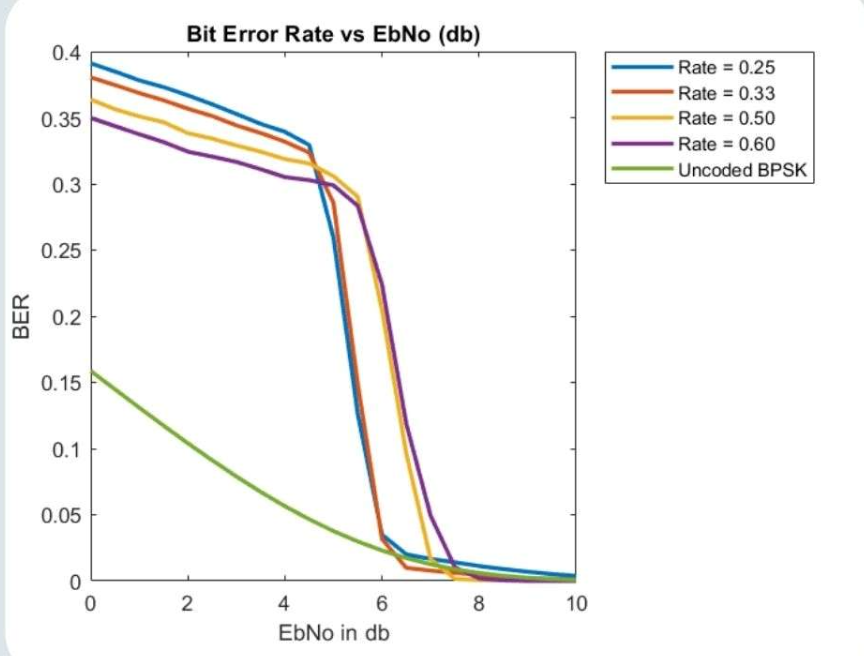 Bit Error Rate vs EbNo (db)
0.4
0.35
0.3
0.25
0.2
0.15
0.1
0.05
0
BER
0 2 4 6 8 10
EbNo in db
Rate = 0.25
Rate = 0.33
Rate = 0.50
Rate = 0.60
Uncoded BPSK